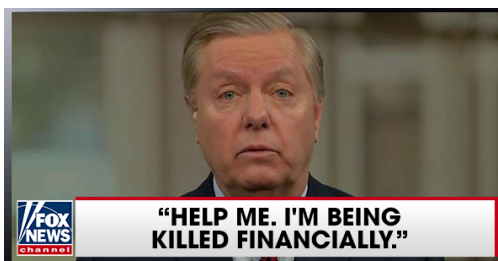 “HELP ME. I'M BEING
KILLED FINANCIALLY.”
FOX
NEWS
channel